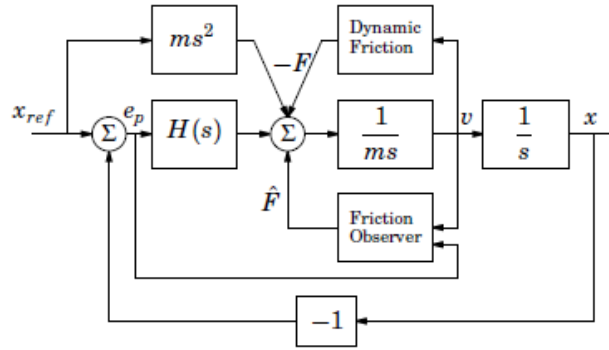 ms²
Dynamic
Friction
−F
x_ref
Σ
e_p
H(s)
Σ
1
ms
v
1
s
x
F̂
Friction
Observer
−1